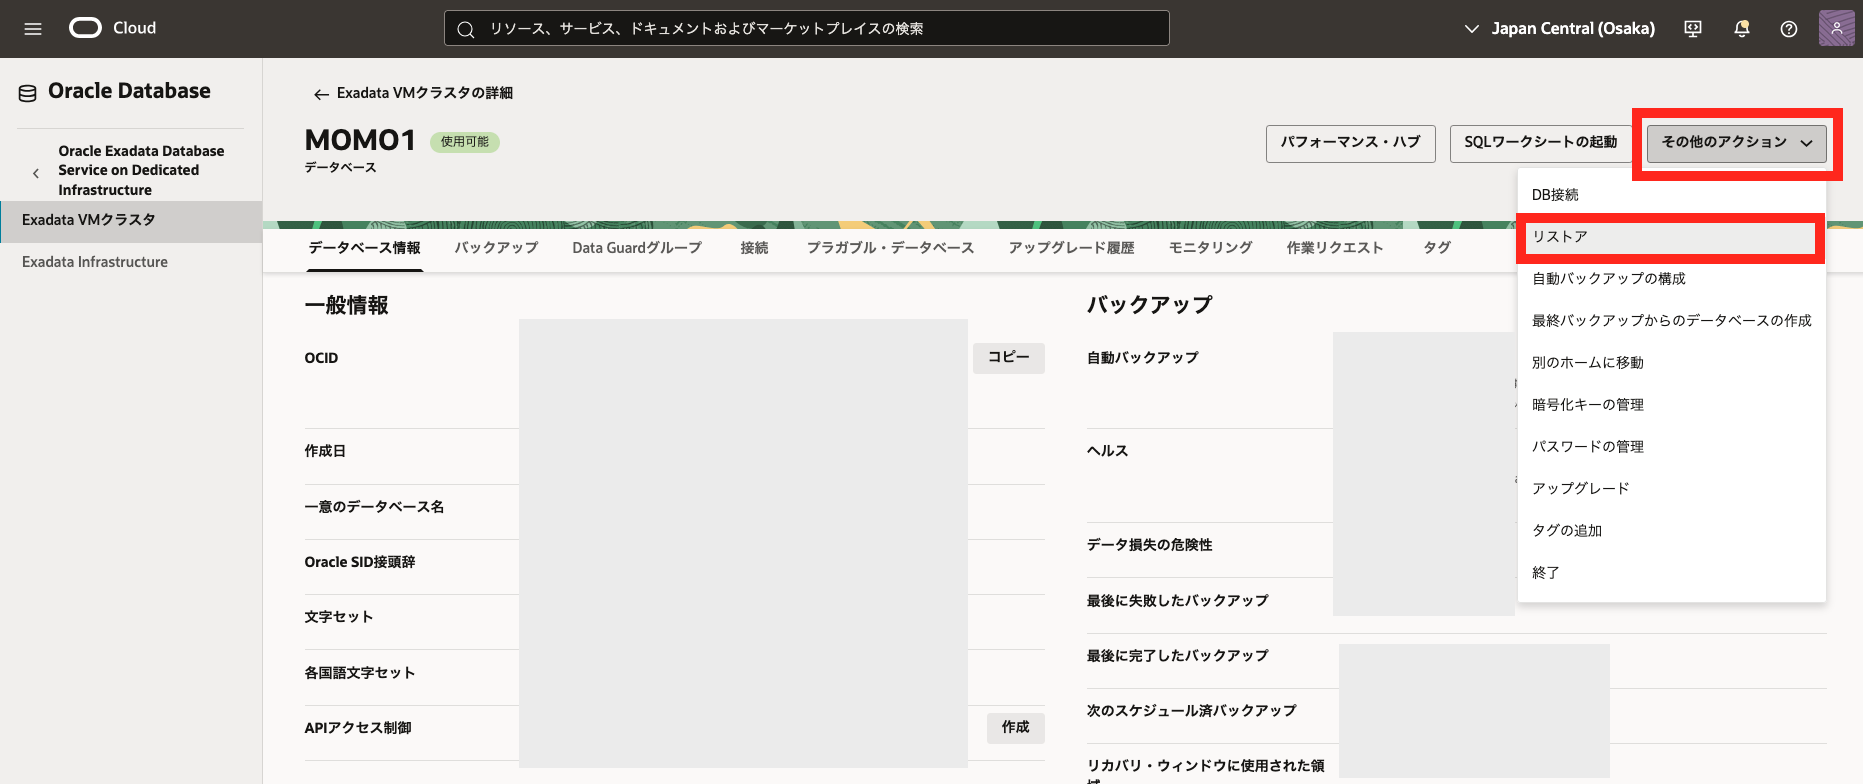 Cloud
リソース、サービス、ドキュメントおよびマーケットプレイスの検索
Japan Central (Osaka)
Oracle Database
Oracle Exadata Database
Service on Dedicated
Infrastructure
Exadata VMクラスタ
Exadata Infrastructure
Exadata VMクラスタの詳細
MOMO1
使用可能
データベース
パフォーマンス・ハブ
SQLワークシートの起動
その他のアクション
DB接続
リストア
自動バックアップの構成
最終バックアップからのデータベースの作成
別のホームに移動
暗号化キーの管理
パスワードの管理
アップグレード
タグの追加
終了
データベース情報
バックアップ
Data Guardグループ
接続
プラガブル・データベース
アップグレード履歴
モニタリング
作業リクエスト
タグ
一般情報
OCID
コピー
作成日
一意のデータベース名
Oracle SID接頭辞
文字セット
各国語文字セット
APIアクセス制御
作成
バックアップ
自動バックアップ
ヘルス
データ損失の危険性
最後に失敗したバックアップ
最後に完了したバックアップ
次のスケジュール済バックアップ
リカバリ・ウィンドウに使用された領